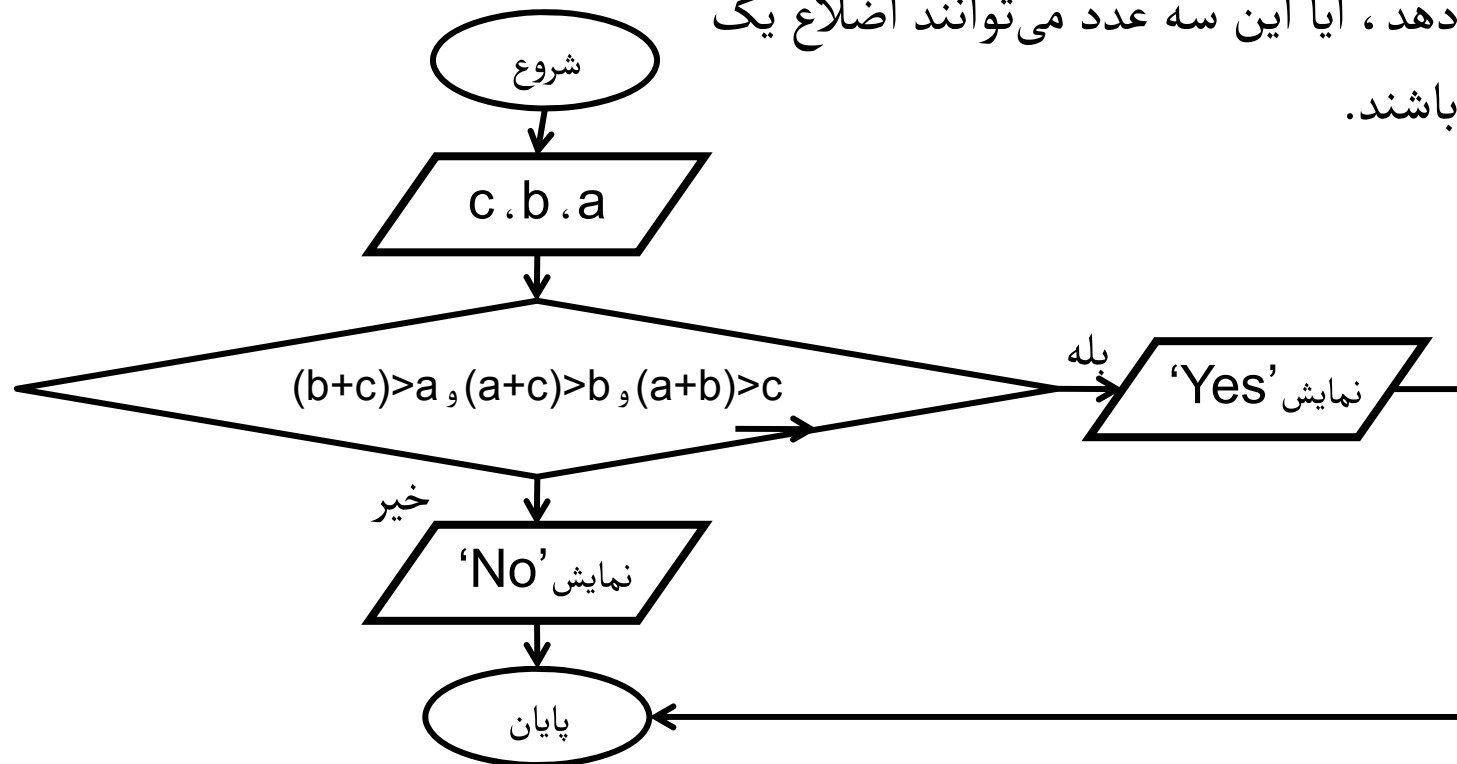 دهد ، آیا این سه عدد می‌توانند اضلاع یک
باشند.
شروع
c ،b ،a
(b+c)>a و (a+c)>b و (a+b)>c
بله
نمایش ‘Yes’
خیر
نمایش ‘No’
پایان